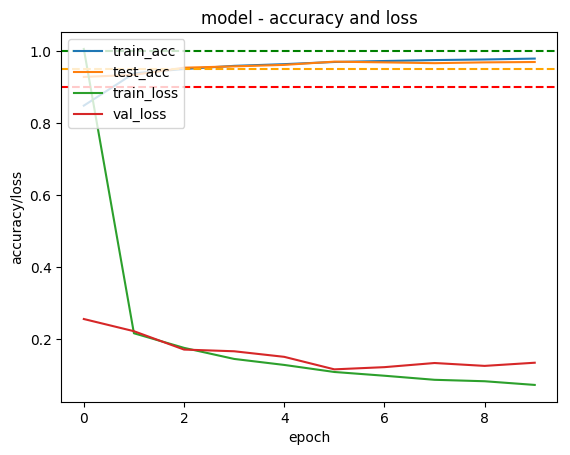 model - accuracy and loss
train_acc
test_acc
train_loss
val_loss
1.0
0.8
0.6
0.4
0.2
accuracy/loss
0 2 4 6 8
epoch